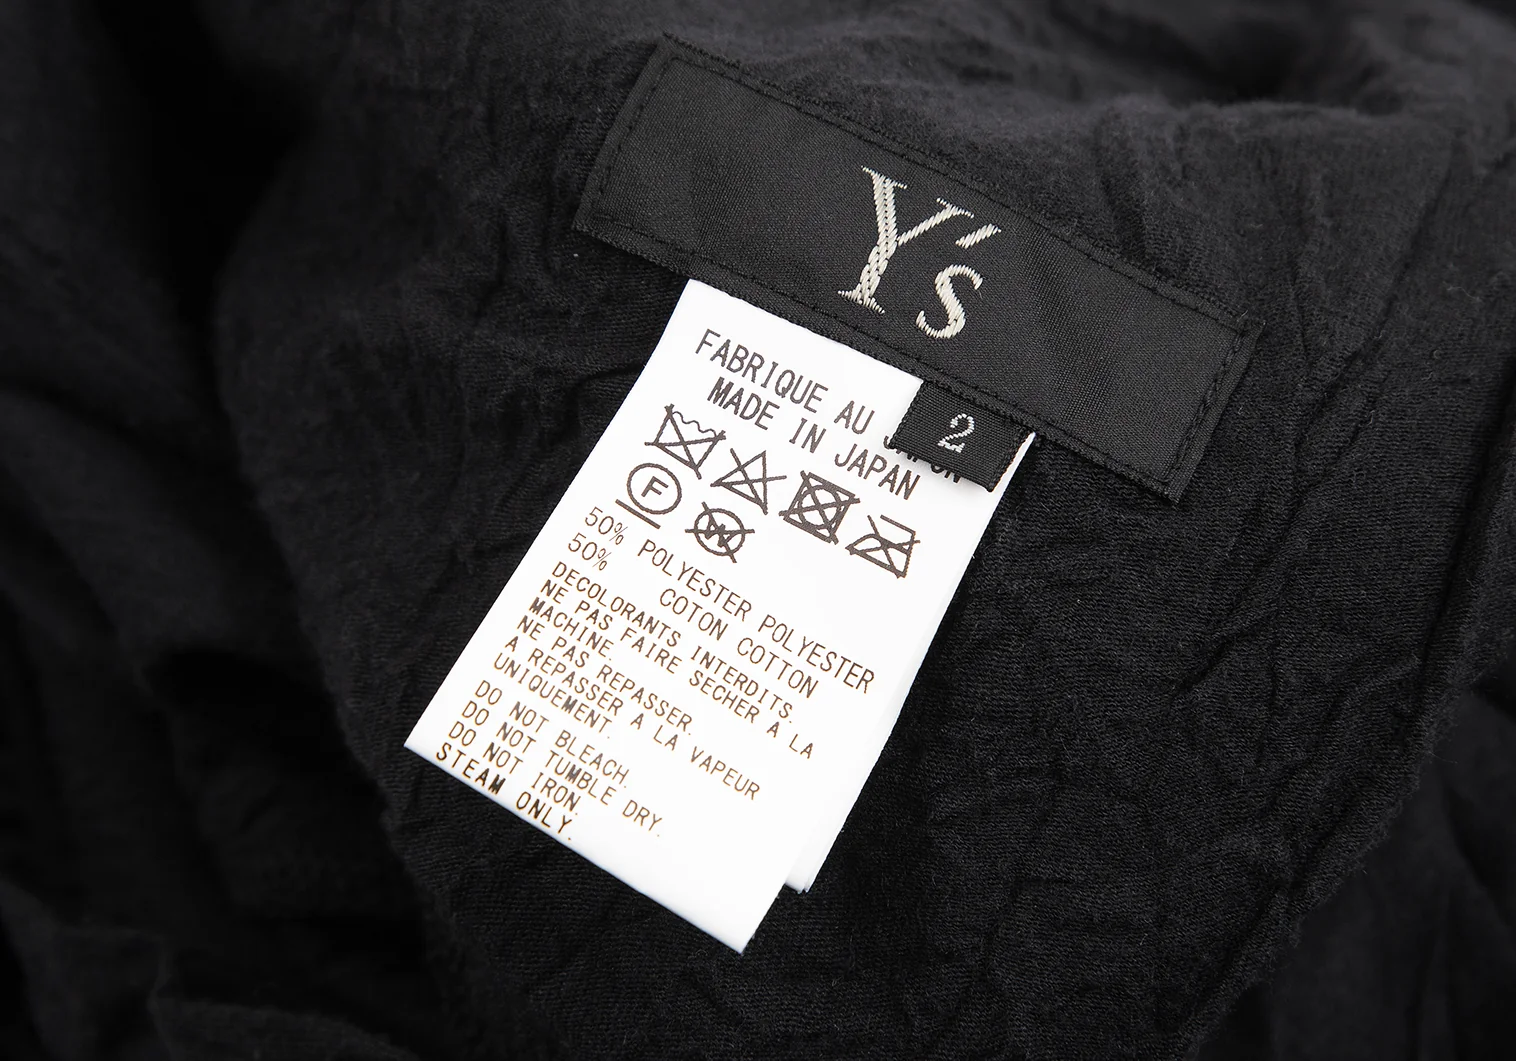 Y's
2
FABRIQUE AU JAPON
MADE IN JAPAN
F
W
50% POLYESTER POLYESTER
50% COTON COTTON
DECOLORANTS INTERDITS.
NE PAS FAIRE SECHER A LA
MACHINE.
NE PAS REPASSER.
A REPASSER A LA VAPEUR
UNIQUEMENT.
DO NOT BLEACH.
DO NOT TUMBLE DRY.
DO NOT IRON.
STEAM ONLY.